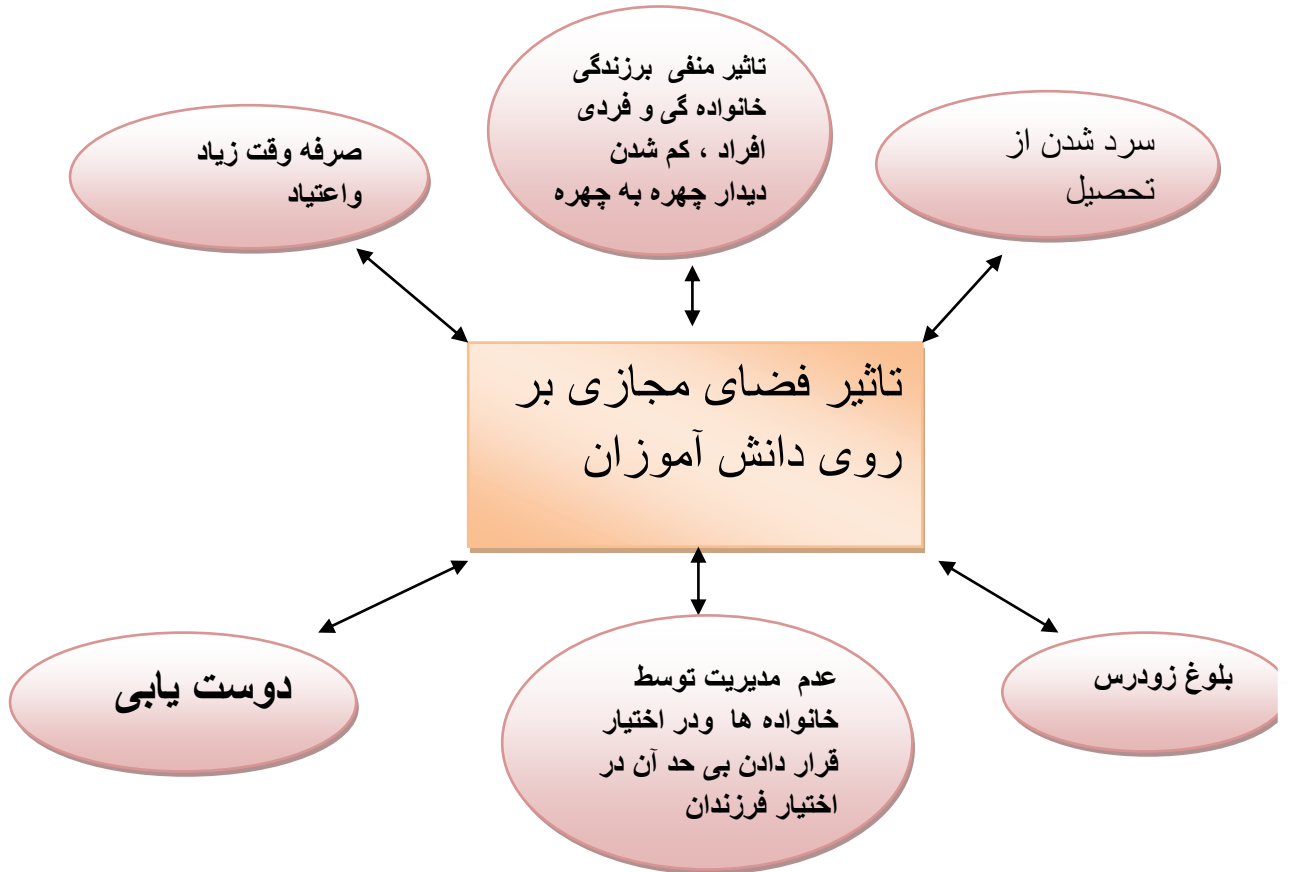 تاثیر منفی برزندگی
خانواده گی و فردی
افراد ، کم شدن
دیدار چهره به چهره
سرد شدن از
تحصیل
صرفه وقت زیاد
واعتیاد
تاثیر فضای مجازی بر
روی دانش آموزان
بلوغ زودرس
عدم مدیریت توسط
خانواده ها ودر اختیار
قرار دادن بی حد آن در
اختیار فرزندان
دوست یابی